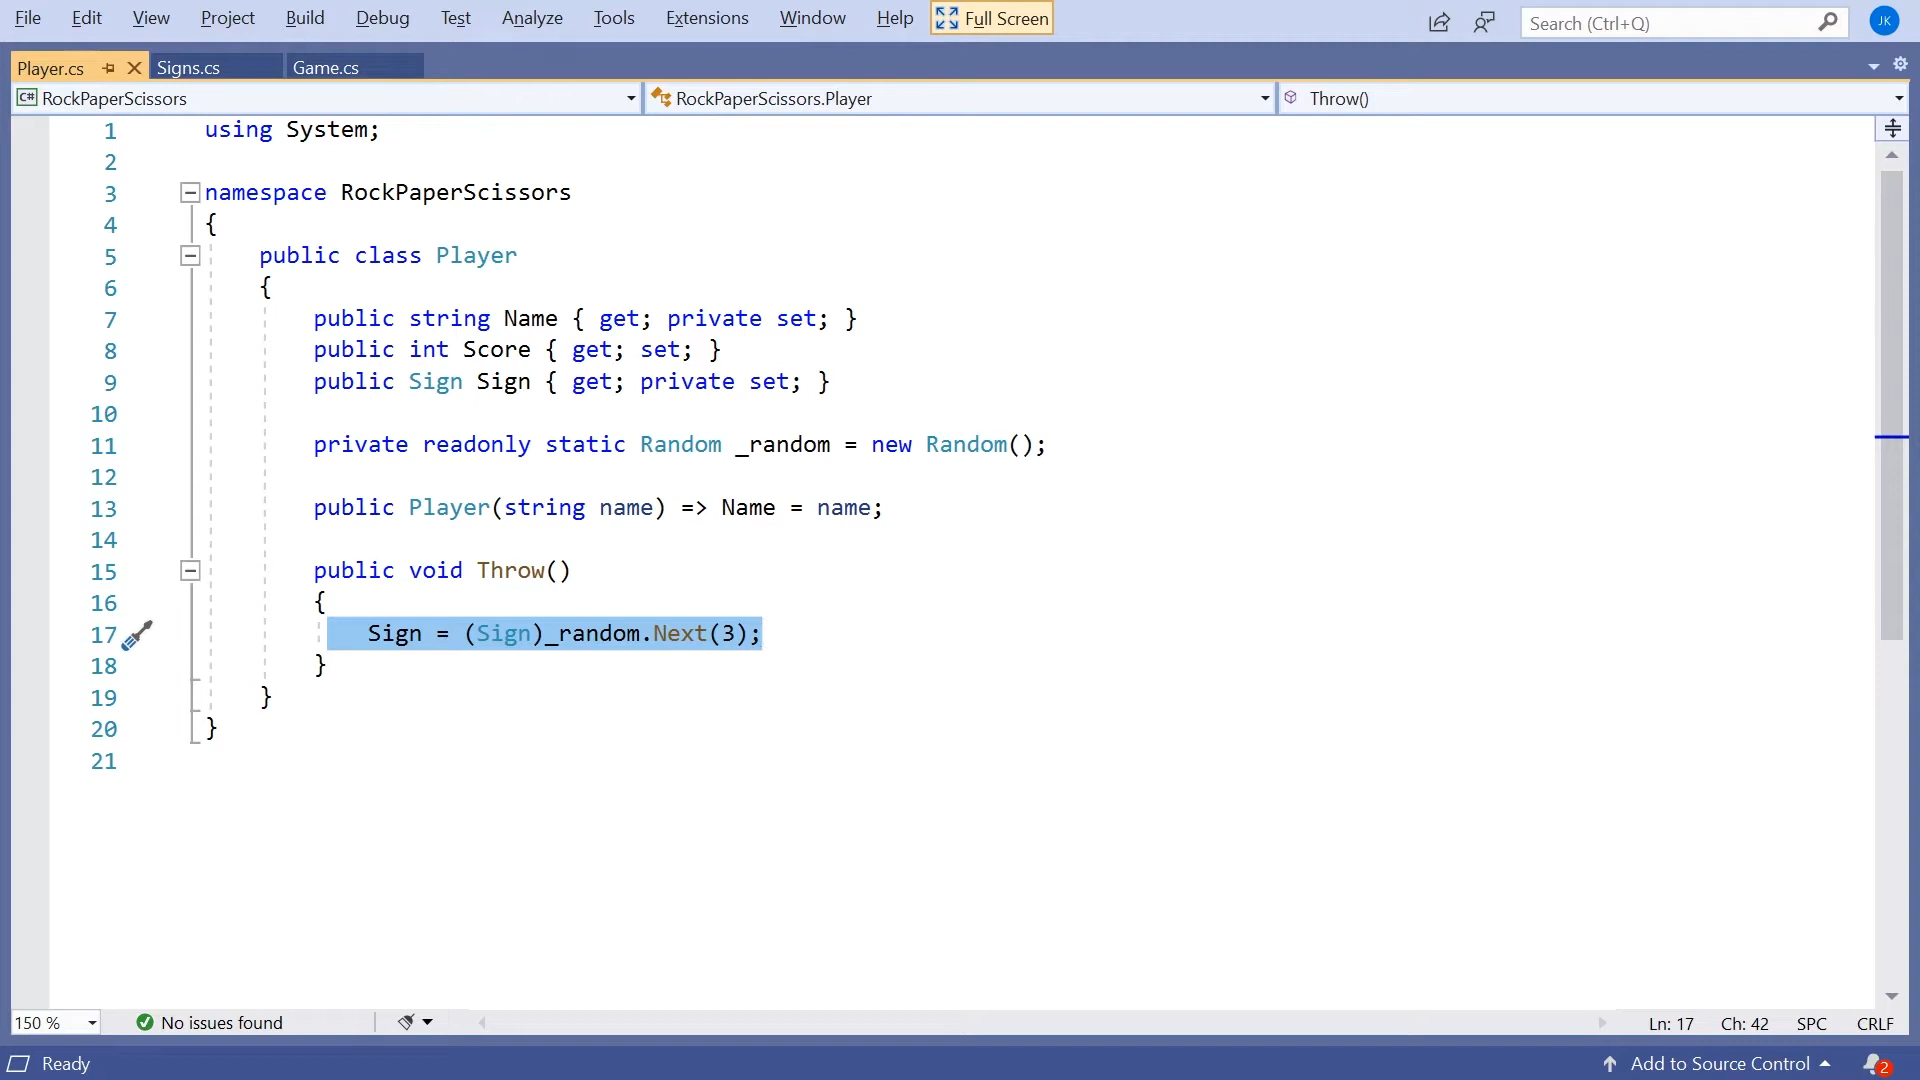 File Edit View Project Build Debug Test Analyze Tools Extensions Window Help Full Screen Search (Ctrl+Q) JK
Player.cs Signs.cs Game.cs
C# RockPaperScissors RockPaperScissors.Player Throw()
1 using System;
2
3 namespace RockPaperScissors
4 {
5 public class Player
6 {
7 public string Name { get; private set; }
8 public int Score { get; set; }
9 public Sign Sign { get; private set; }
10
11 private readonly static Random _random = new Random();
12
13 public Player(string name) => Name = name;
14
15 public void Throw()
16 {
17 Sign = (Sign)_random.Next(3);
18 }
19 }
20 }
21
150 % No issues found Ln: 17 Ch: 42 SPC CRLF
Ready Add to Source Control 2